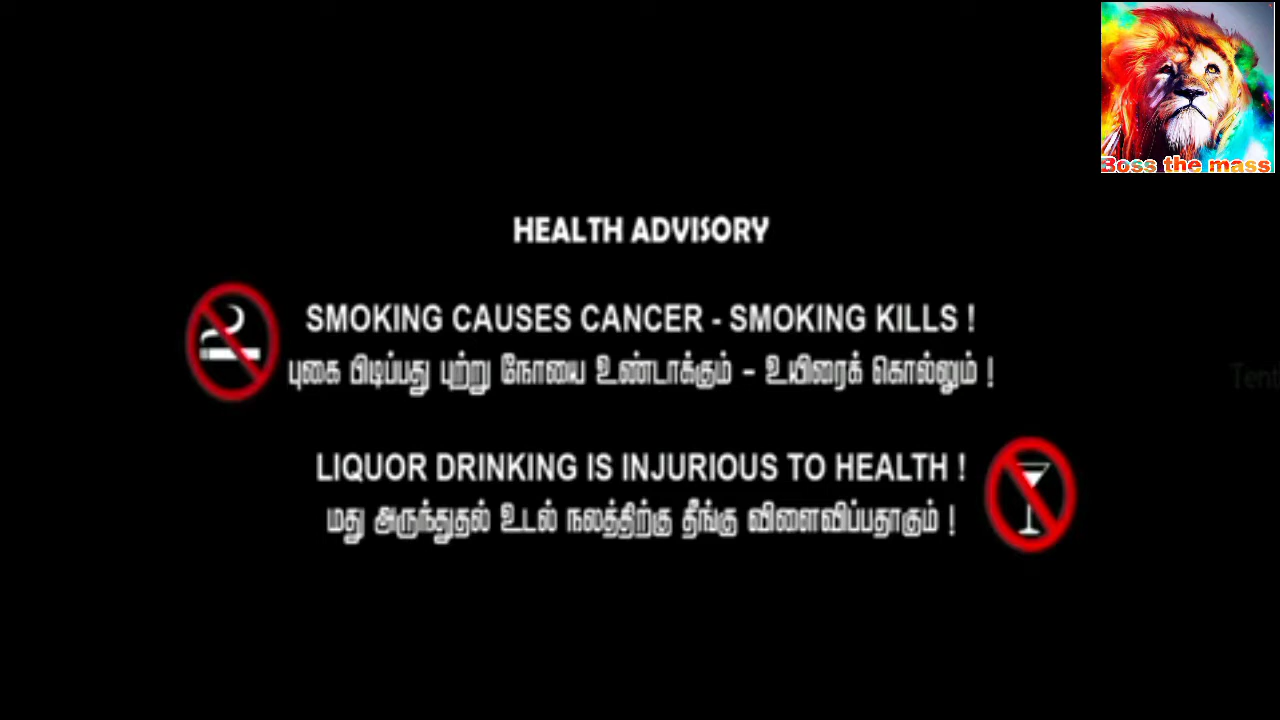 Boss the mass
HEALTH ADVISORY
SMOKING CAUSES CANCER - SMOKING KILLS !
புகை பிடிப்பது புற்று நோயை உண்டாக்கும் - உயிரைக் கொல்லும் !
LIQUOR DRINKING IS INJURIOUS TO HEALTH !
மது அருந்துதல் உடல் நலத்திற்கு தீங்கு விளைவிப்பதாகும் !